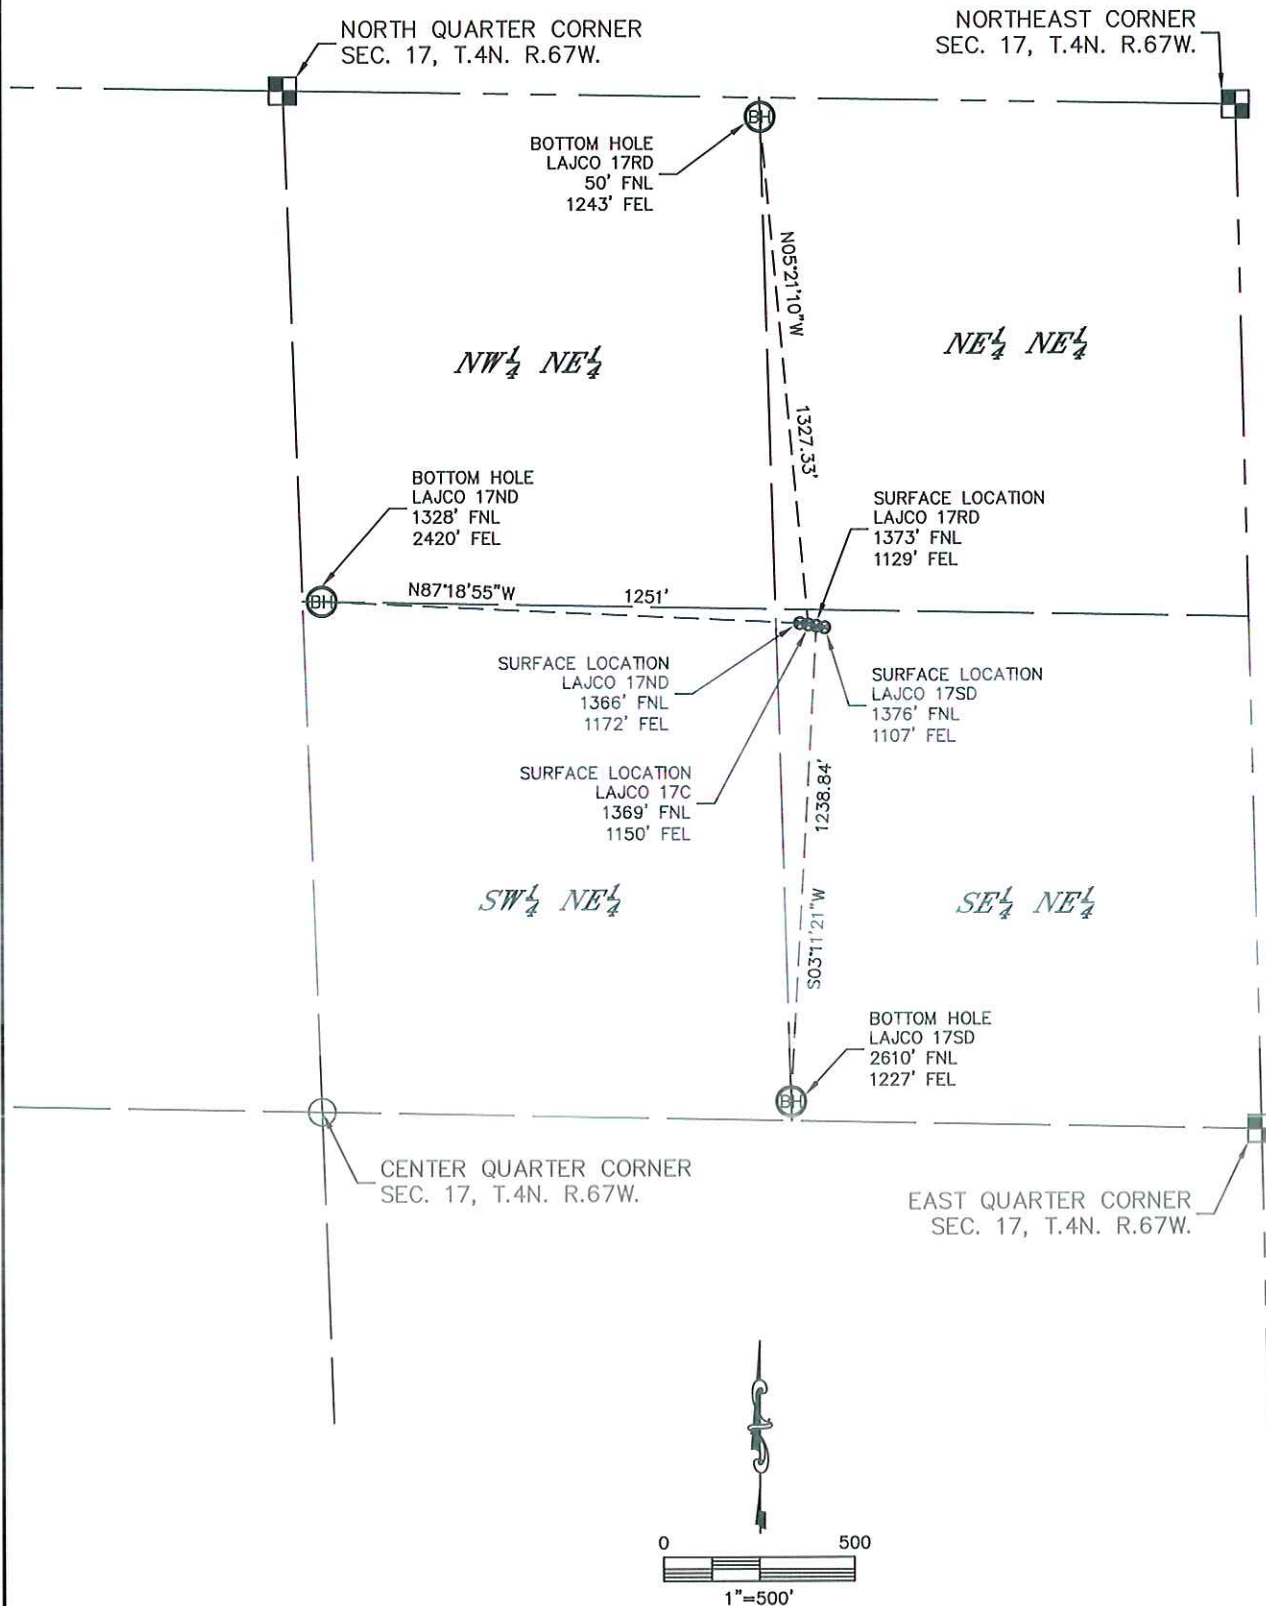 NORTH QUARTER CORNER
SEC. 17, T.4N. R.67W.
NORTHEAST CORNER
SEC. 17, T.4N. R.67W.
BH
BOTTOM HOLE
LAJCO 17RD
50' FNL
1243' FEL
N05°21'10"W
NW¼ NE¼
NE¼ NE¼
1327.33'
BOTTOM HOLE
LAJCO 17ND
1328' FNL
2420' FEL
SURFACE LOCATION
LAJCO 17RD
1373' FNL
1129' FEL
BH
N87°18'55"W
1251'
SURFACE LOCATION
LAJCO 17ND
1366' FNL
1172' FEL
SURFACE LOCATION
LAJCO 17SD
1376' FNL
1107' FEL
SURFACE LOCATION
LAJCO 17C
1369' FNL
1150' FEL
1238.84'
SW¼ NE¼
SE¼ NE¼
S03°11'21"W
BOTTOM HOLE
LAJCO 17SD
2610' FNL
1227' FEL
BH
CENTER QUARTER CORNER
SEC. 17, T.4N. R.67W.
EAST QUARTER CORNER
SEC. 17, T.4N. R.67W.
0 500
1"=500'